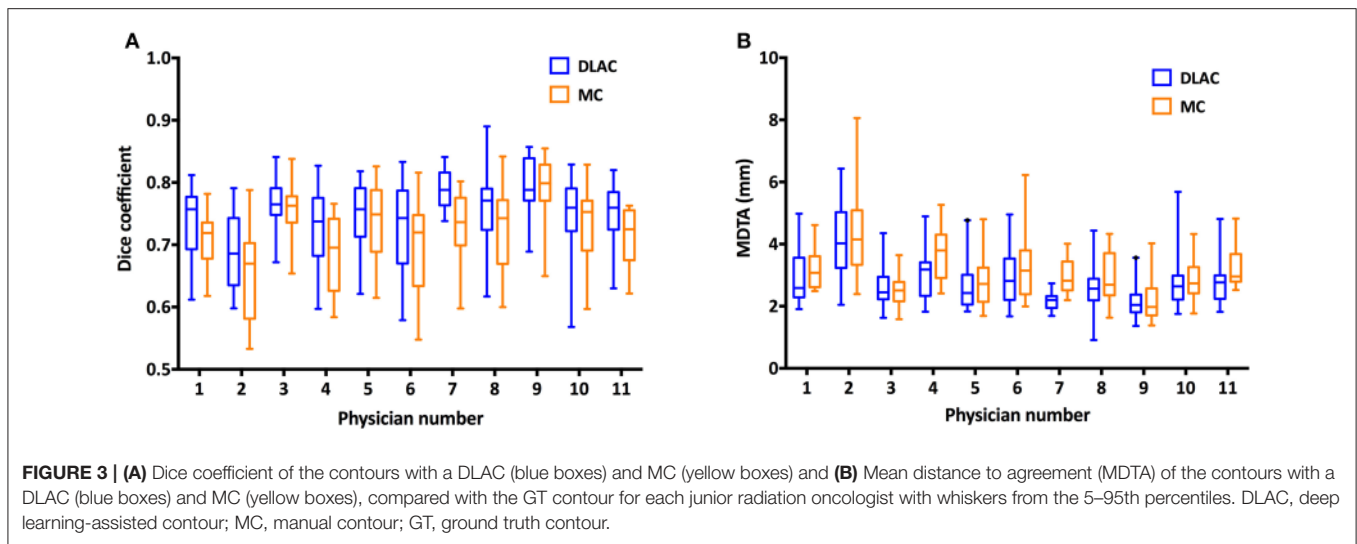 A
1.0
0.9
0.8
0.7
0.6
0.5
Dice coefficient
DLAC
MC
1 2 3 4 5 6 7 8 9 10 11
Physician number
B
10
8
6
4
2
0
MDTA (mm)
DLAC
MC
1 2 3 4 5 6 7 8 9 10 11
Physician number
FIGURE 3 | (A) Dice coefficient of the contours with a DLAC (blue boxes) and MC (yellow boxes) and (B) Mean distance to agreement (MDTA) of the contours with a
DLAC (blue boxes) and MC (yellow boxes), compared with the GT contour for each junior radiation oncologist with whiskers from the 5–95th percentiles. DLAC, deep
learning-assisted contour; MC, manual contour; GT, ground truth contour.